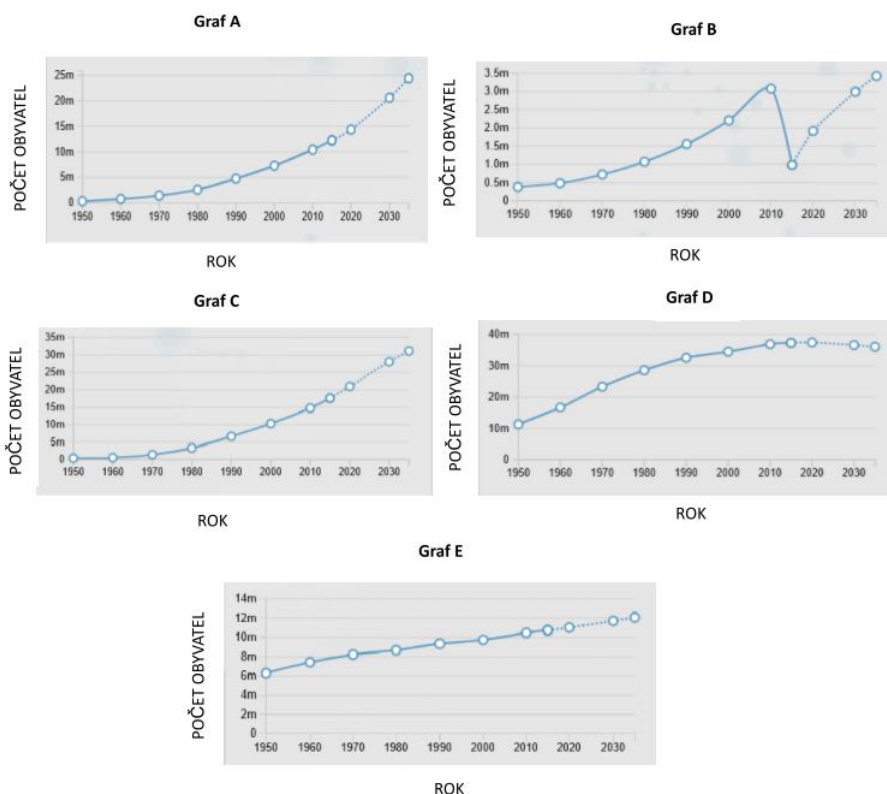 Graf A
POČET OBYVATEL
25m
20m
15m
10m
5m
0
1950 1960 1970 1980 1990 2000 2010 2020 2030
ROK
Graf B
POČET OBYVATEL
3.5m
3.0m
2.5m
2.0m
1.5m
1.0m
0.5m
0
1950 1960 1970 1980 1990 2000 2010 2020 2030
ROK
Graf C
POČET OBYVATEL
35m
30m
25m
20m
15m
10m
5m
0
1950 1960 1970 1980 1990 2000 2010 2020 2030
ROK
Graf D
POČET OBYVATEL
40m
30m
20m
10m
0
1950 1960 1970 1980 1990 2000 2010 2020 2030
ROK
Graf E
POČET OBYVATEL
14m
12m
10m
8m
6m
4m
2m
0
1950 1960 1970 1980 1990 2000 2010 2020 2030
ROK